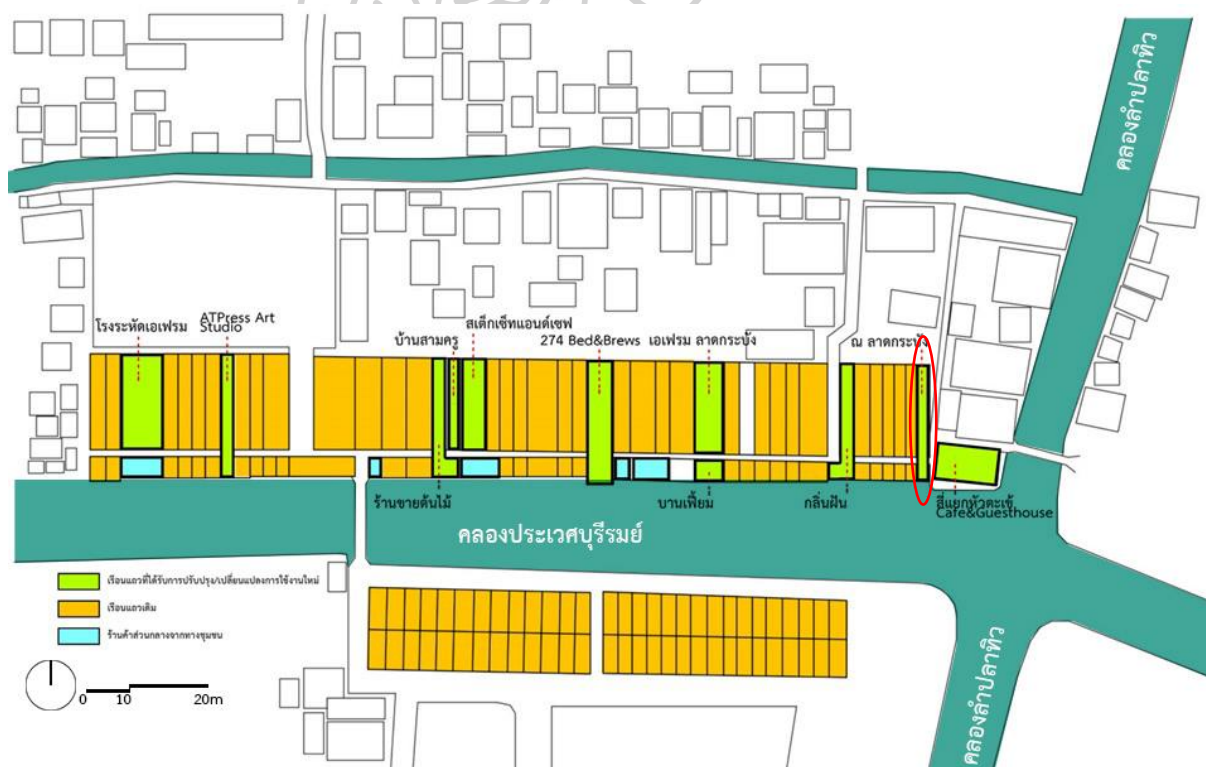 คลองลำปลาทิว
โรงระหัดเอเฟรม
ATPress Art
Studio
บ้านสามครู
สเต็กเซ็ทแอนด์เชฟ
274 Bed&Brews
เอเฟรม ลาดกระบัง
ณ ลาดกระบัง
ร้านขายต้นไม้
บานเฟี้ยม
กลิ่นฝัน
สี่แยกหัวตะเข้
Cafe&Guesthouse
คลองประเวศบุรีรมย์
เรือนแถวที่ได้รับการปรับปรุง/เปลี่ยนแปลงการใช้งานใหม่
เรือนแถวเดิม
ร้านค้าส่วนกลางจากทางชุมชน
0 10 20m
คลองลำปลาทิว